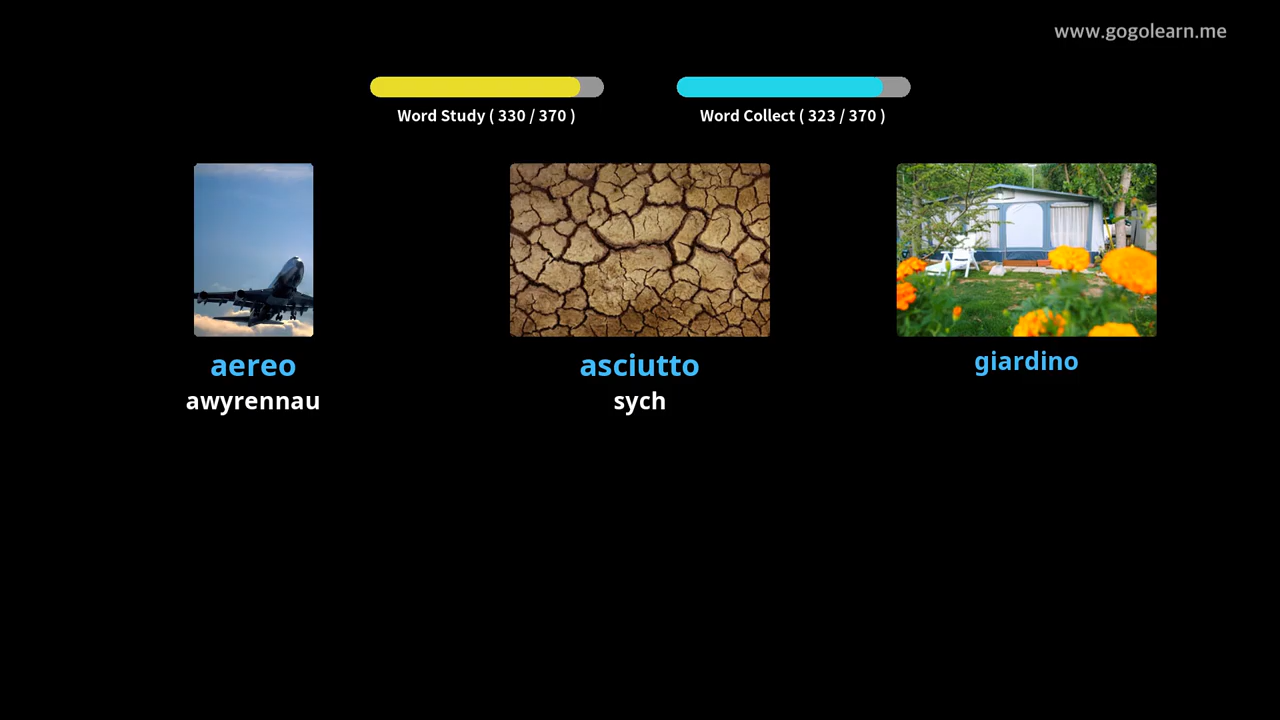 www.gogolearn.me
Word Study ( 330 / 370 )
Word Collect ( 323 / 370 )
aereo
awyrennau
asciutto
sych
giardino